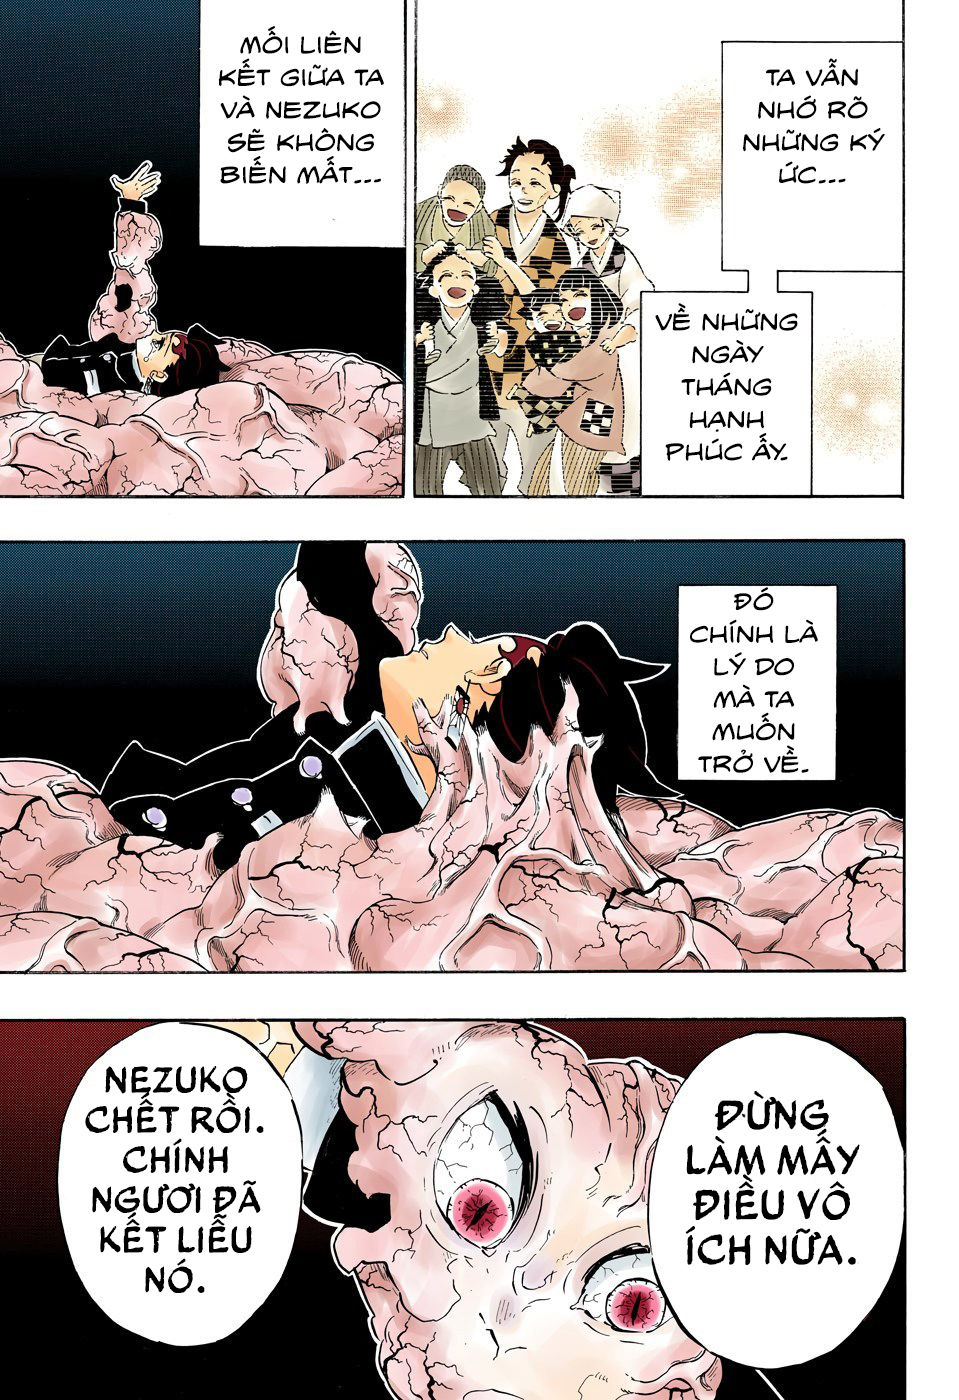 TA VẪN
NHỚ RÕ
NHỮNG KÝ
ỨC...
VỀ NHỮNG
NGÀY
THÁNG
HẠNH
PHÚC ẤY.
MỐI LIÊN
KẾT GIỮA TA
VÀ NEZUKO
SẼ KHÔNG
BIẾN MẤT...
ĐÓ
CHÍNH LÀ
LÝ DO
MÀ TA
MUỐN
TRỞ VỀ.
ĐỪNG
LÀM MẤY
ĐIỀU VÔ
ÍCH NỮA.
NEZUKO
CHẾT RỒI.
CHÍNH
NGƯƠI ĐÃ
KẾT LIỄU
NÓ.